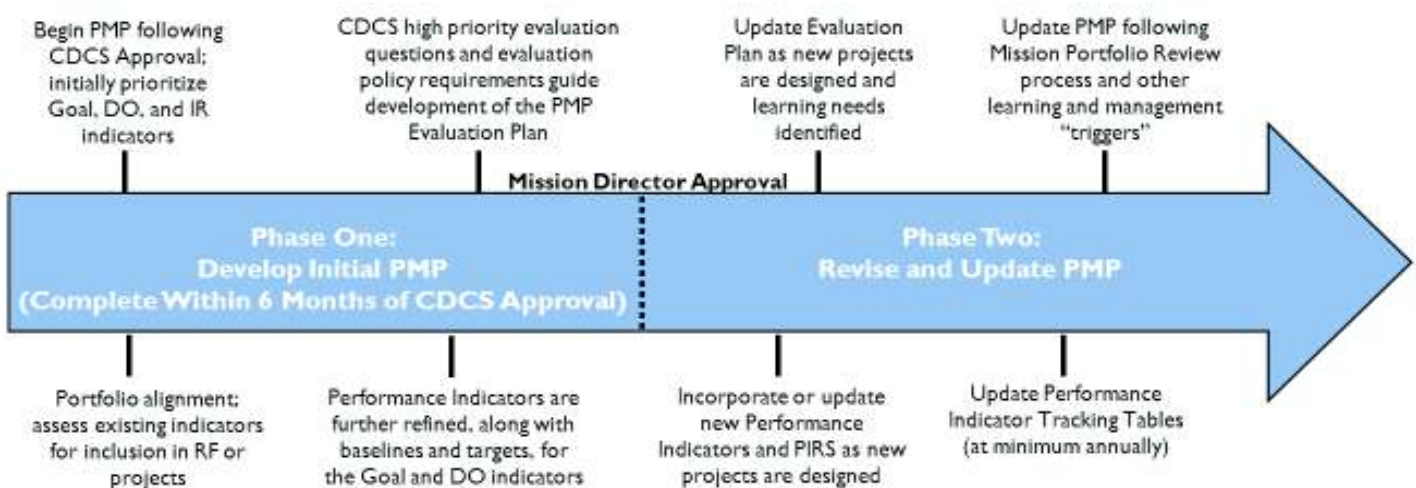 Begin PMP following
CDCS Approval;
initially prioritize
Goal, DO, and IR
indicators
CDCS high priority evaluation
questions and evaluation
policy requirements guide
development of the PMP
Evaluation Plan
Update Evaluation
Plan as new projects
are designed and
learning needs
identified
Update PMP following
Mission Portfolio Review
process and other
learning and management
“triggers”
Mission Director Approval
Phase One:
Develop Initial PMP
(Complete Within 6 Months of CDCS Approval)
Phase Two:
Revise and Update PMP
Portfolio alignment;
assess existing indicators
for inclusion in RF or
projects
Performance Indicators are
further refined, along with
baselines and targets, for
the Goal and DO indicators
Incorporate or update
new Performance
Indicators and PIRS as new
projects are designed
Update Performance
Indicator Tracking Tables
(at minimum annually)